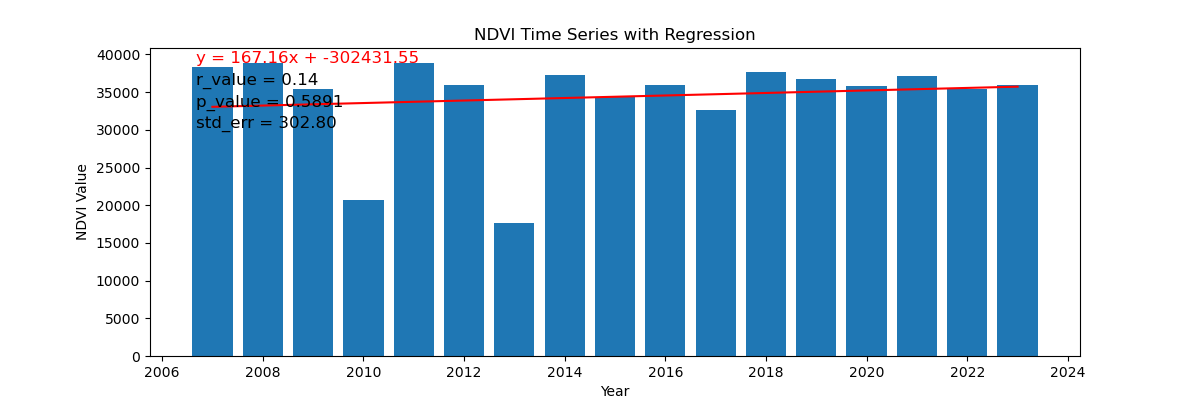 NDVI Time Series with Regression
y = 167.16x + -302431.55
r_value = 0.14
p_value = 0.5891
std_err = 302.80
NDVI Value
40000
35000
30000
25000
20000
15000
10000
5000
0
2006 2008 2010 2012 2014 2016 2018 2020 2022 2024
Year